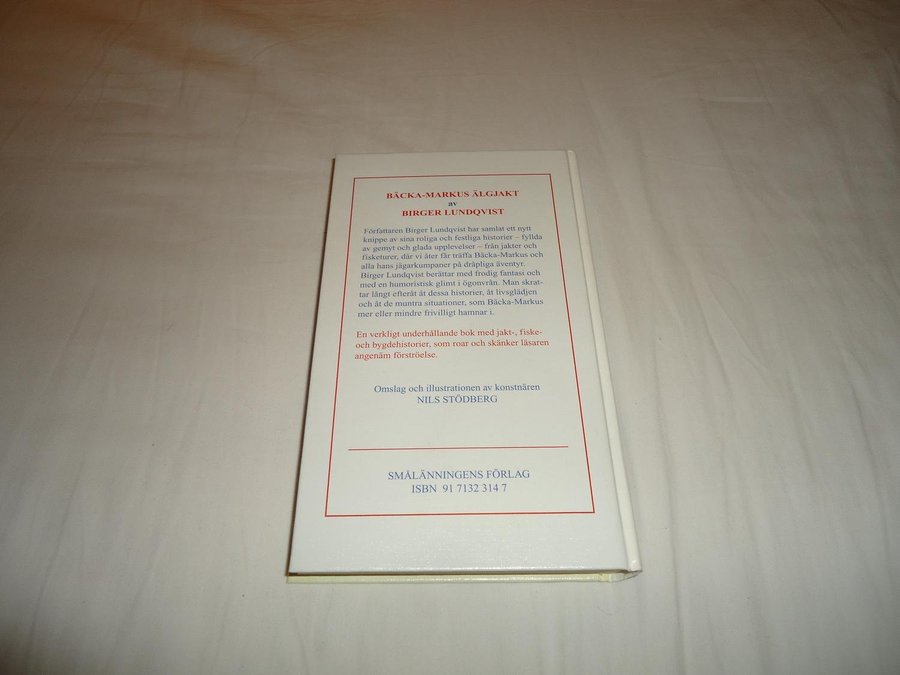 BÄCKA-MARKUS ÄLGJAKT
av
BIRGER LUNDQVIST
Författaren Birger Lundqvist har samlat ett nytt
knippe av sina roliga och festliga historier – fyllda
av gemyt och glada upplevelser – från jakter och
fisketurer, där vi åter får träffa Bäcka-Markus och
alla hans jägarkumpaner på dråpliga äventyr.
Birger Lundqvist berättar med frodig fantasi och
med en humoristisk glimt i ögonvrån. Man skrat-
tar långt efteråt åt dessa historier, åt livsglädjen
och åt de muntra situationer, som Bäcka-Markus
mer eller mindre frivilligt hamnar i.
En verkligt underhållande bok med jakt-, fiske-
och bygdehistorier, som roar och skänker läsaren
angenäm förströelse.
Omslag och illustrationen av konstnären
NILS STÖDBERG
SMÅLÄNNINGENS FÖRLAG
ISBN 91 7132 314 7